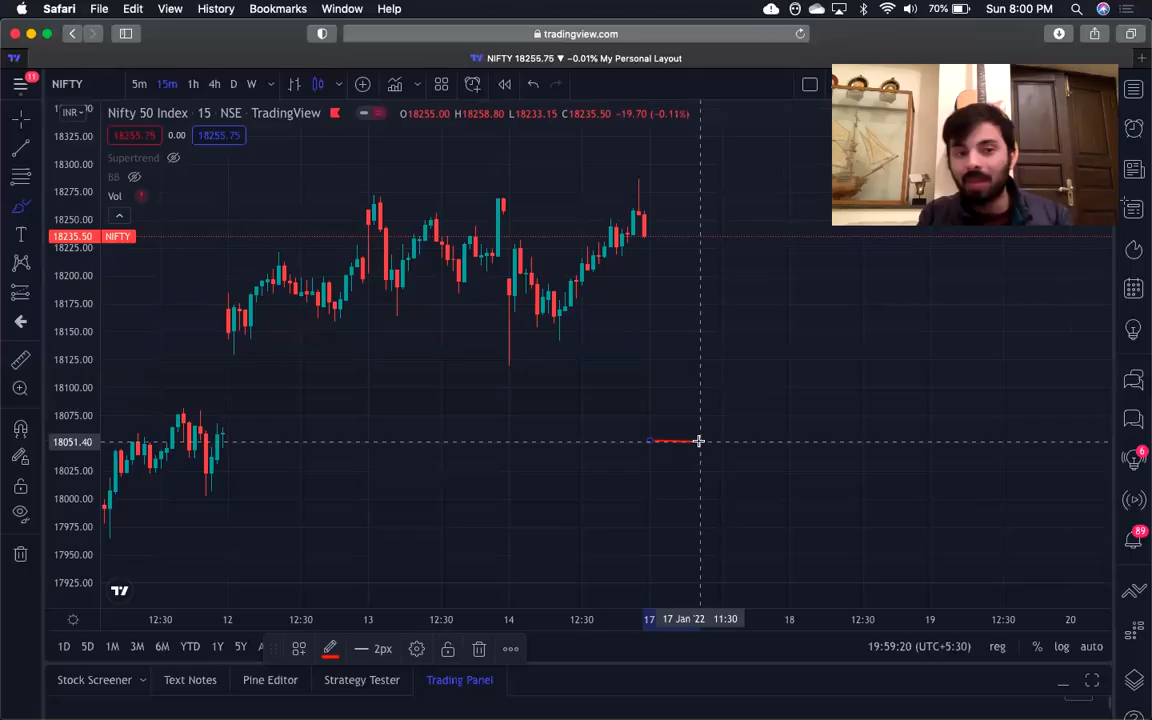 Safari File Edit View History Bookmarks Window Help 70% Sun 8:00 PM
tradingview.com
NIFTY 18255.75 ▼ −0.01% My Personal Layout
11
NIFTY 5m 15m 1h 4h D W
INR
Nifty 50 Index · 15 · NSE · TradingView O18255.00 H18258.80 L18233.15 C18235.50 −19.70 (−0.11%)
18255.75 0.00 18255.75
Supertrend
BB
Vol
18325.00
18300.00
18275.00
18250.00
18235.50 NIFTY
18225.00
18200.00
18175.00
18150.00
18125.00
18100.00
18075.00
18051.40
18025.00
18000.00
17975.00
17950.00
17925.00
6
89
12:30 12 12:30 13 12:30 14 12:30 17 17 Jan '22 11:30 18 12:30 19 12:30 20
1D 5D 1M 3M 6M YTD 1Y 5Y 2px 19:59:20 (UTC+5:30) reg % log auto
Stock Screener Text Notes Pine Editor Strategy Tester Trading Panel